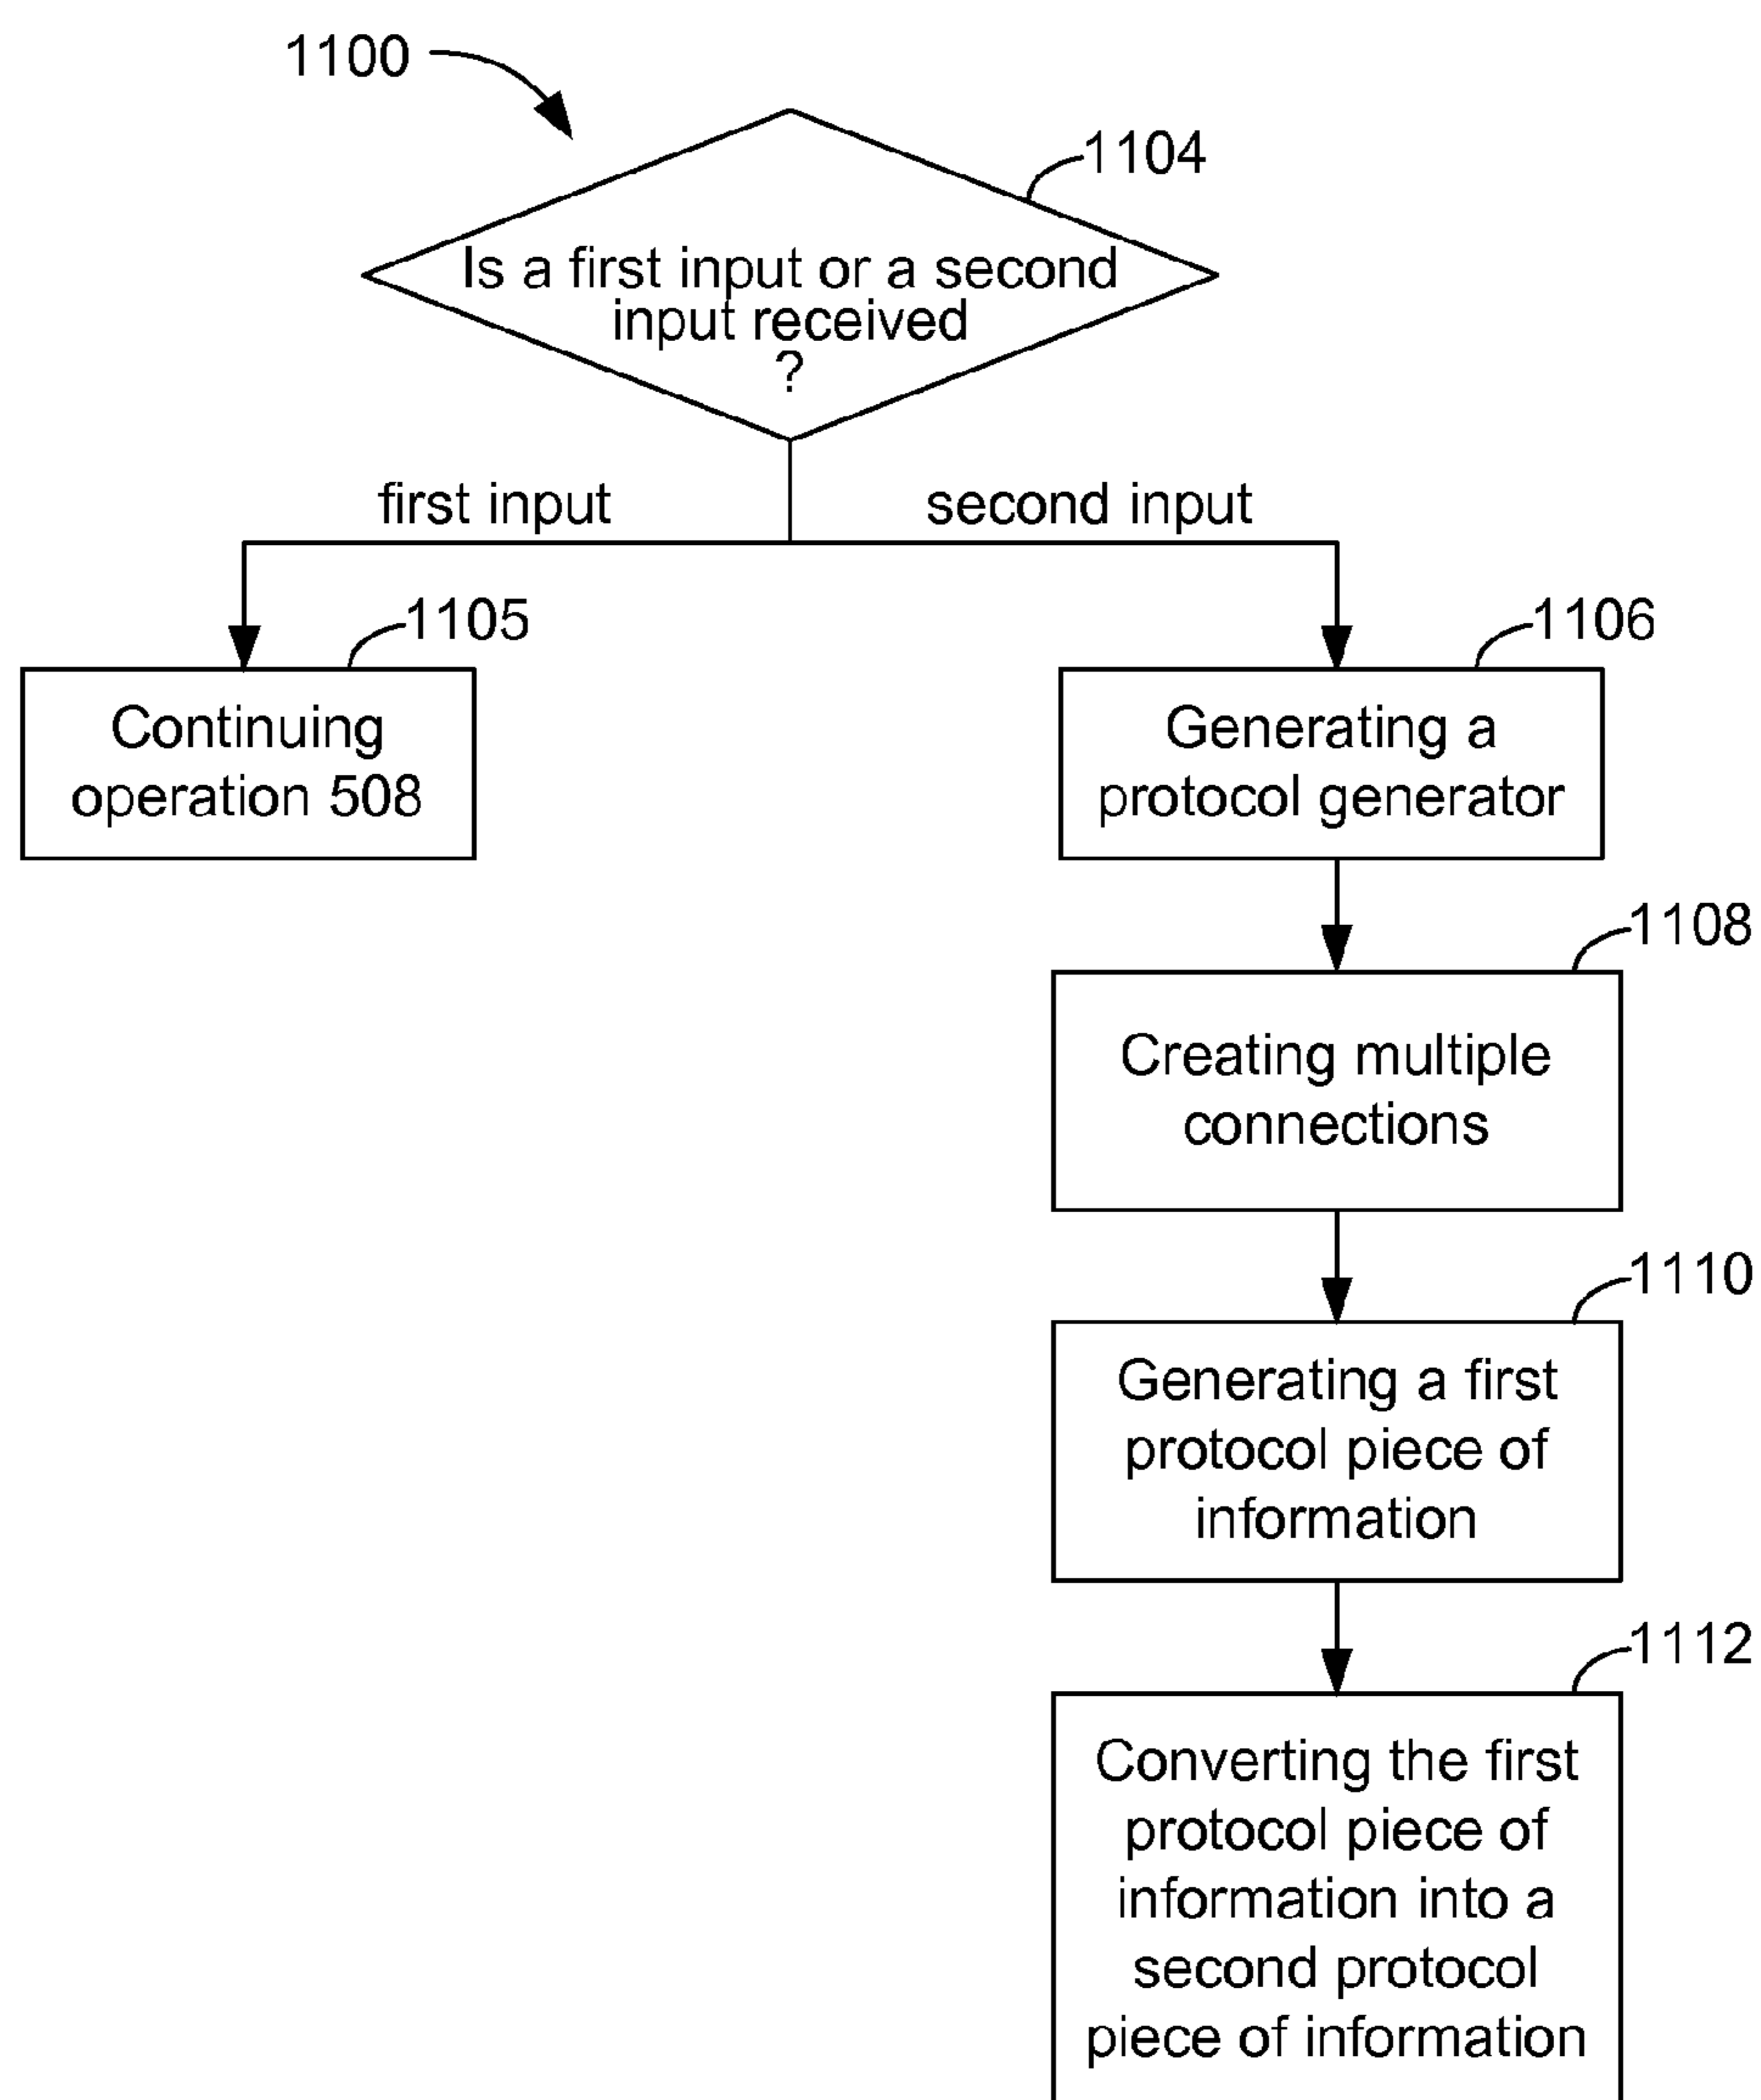 1100
1104
Is a first input or a second
input received
?
first input
second input
1105
1106
Continuing
operation 508
Generating a
protocol generator
1108
Creating multiple
connections
1110
Generating a first
protocol piece of
information
1112
Converting the first
protocol piece of
information into a
second protocol
piece of information